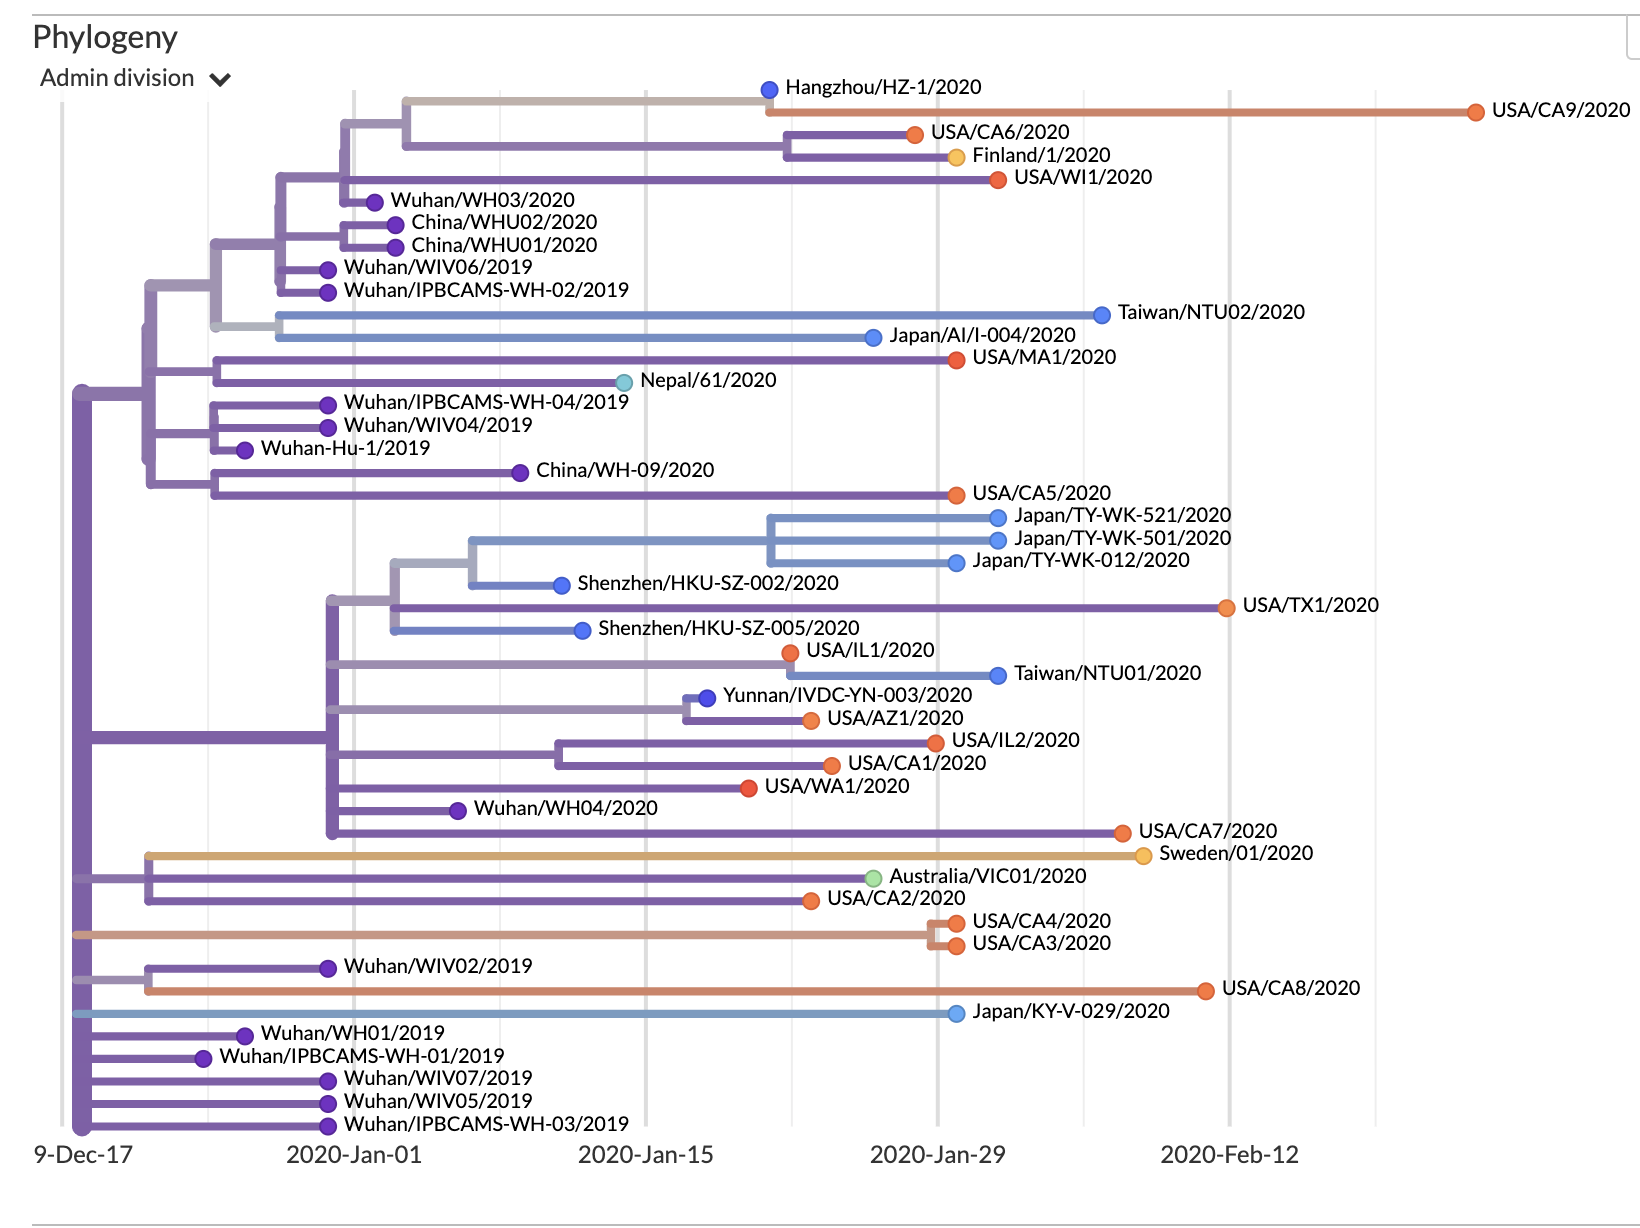 Phylogeny
Admin division
Hangzhou/HZ-1/2020
USA/CA9/2020
USA/CA6/2020
Finland/1/2020
USA/WI1/2020
Wuhan/WH03/2020
China/WHU02/2020
China/WHU01/2020
Wuhan/WIV06/2019
Wuhan/IPBCAMS-WH-02/2019
Taiwan/NTU02/2020
Japan/AI/I-004/2020
USA/MA1/2020
Nepal/61/2020
Wuhan/IPBCAMS-WH-04/2019
Wuhan/WIV04/2019
Wuhan-Hu-1/2019
China/WH-09/2020
USA/CA5/2020
Japan/TY-WK-521/2020
Japan/TY-WK-501/2020
Japan/TY-WK-012/2020
Shenzhen/HKU-SZ-002/2020
USA/TX1/2020
Shenzhen/HKU-SZ-005/2020
USA/IL1/2020
Taiwan/NTU01/2020
Yunnan/IVDC-YN-003/2020
USA/AZ1/2020
USA/IL2/2020
USA/CA1/2020
USA/WA1/2020
Wuhan/WH04/2020
USA/CA7/2020
Sweden/01/2020
Australia/VIC01/2020
USA/CA2/2020
USA/CA4/2020
USA/CA3/2020
Wuhan/WIV02/2019
USA/CA8/2020
Japan/KY-V-029/2020
Wuhan/WH01/2019
Wuhan/IPBCAMS-WH-01/2019
Wuhan/WIV07/2019
Wuhan/WIV05/2019
Wuhan/IPBCAMS-WH-03/2019
9-Dec-17 2020-Jan-01 2020-Jan-15 2020-Jan-29 2020-Feb-12